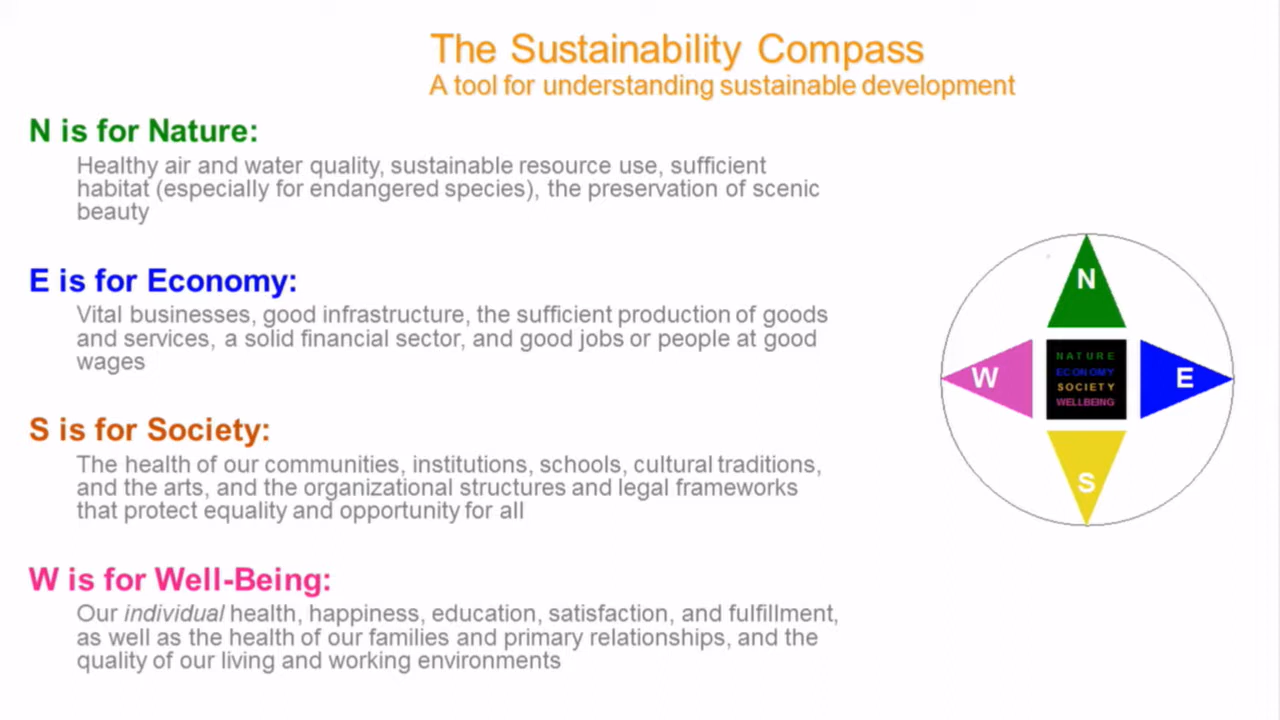 The Sustainability Compass
A tool for understanding sustainable development
N is for Nature:
Healthy air and water quality, sustainable resource use, sufficient
habitat (especially for endangered species), the preservation of scenic
beauty
E is for Economy:
Vital businesses, good infrastructure, the sufficient production of goods
and services, a solid financial sector, and good jobs or people at good
wages
S is for Society:
The health of our communities, institutions, schools, cultural traditions,
and the arts, and the organizational structures and legal frameworks
that protect equality and opportunity for all
W is for Well-Being:
Our individual health, happiness, education, satisfaction, and fulfillment,
as well as the health of our families and primary relationships, and the
quality of our living and working environments
N
W
NATURE
ECONOMY
SOCIETY
WELLBEING
E
S